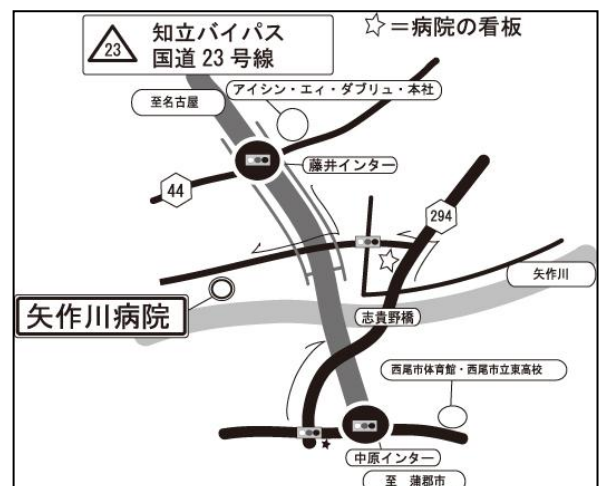 23
知立バイパス
国道23号線
☆=病院の看板
至名古屋
アイシン・エィ・ダブリュ・本社
藤井インター
44
294
矢作川
矢作川病院
志貴野橋
西尾市体育館・西尾市立東高校
中原インター
至 蒲郡市